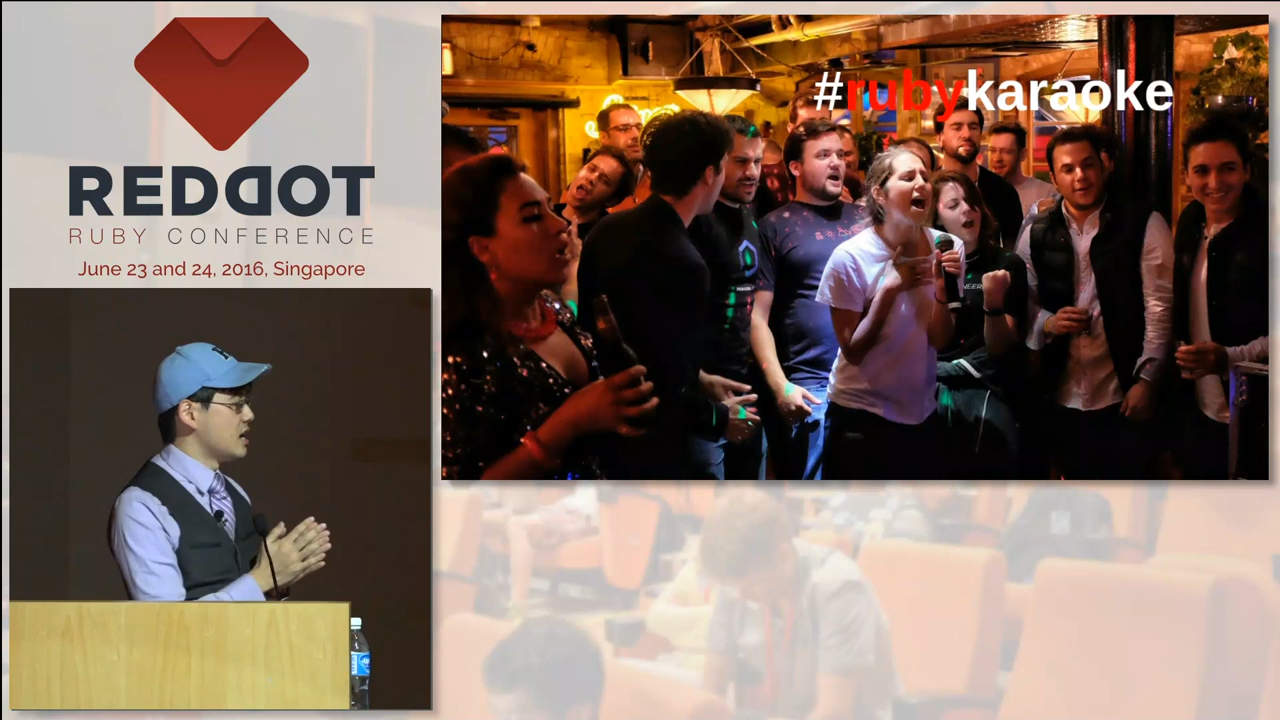 REDDOT
RUBY CONFERENCE
June 23 and 24, 2016, Singapore
#rubykaraoke